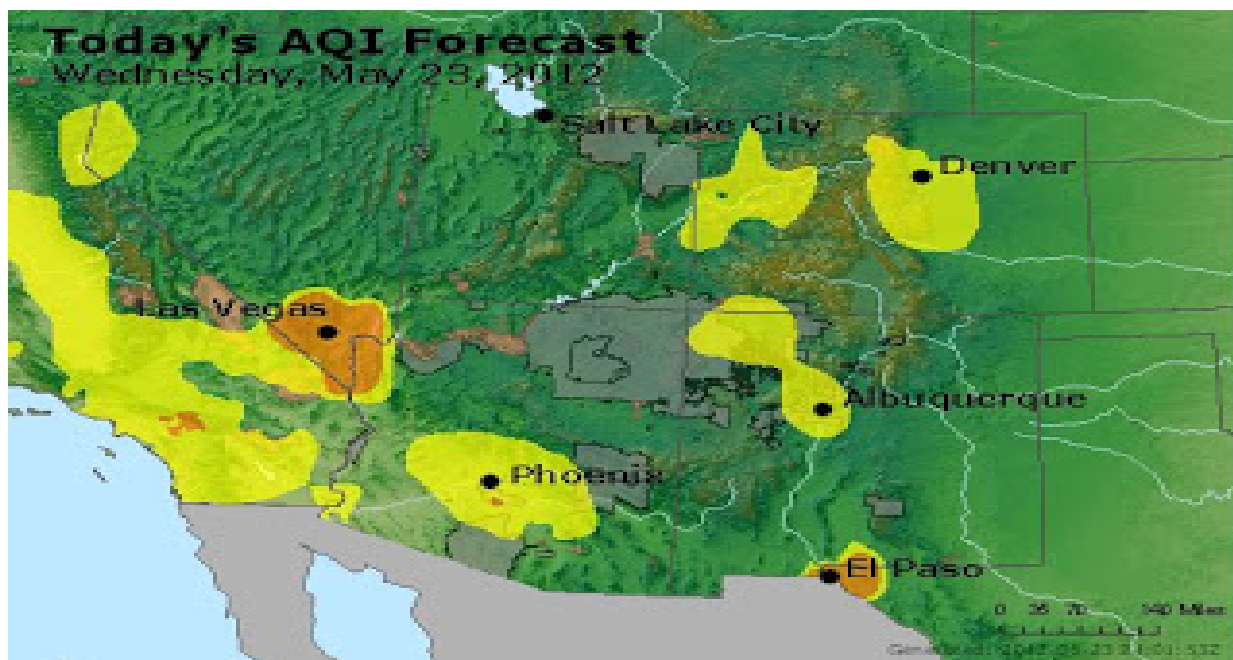 Today's AQI Forecast
Wednesday, May 23, 2012
Salt Lake City
Denver
Las Vegas
Albuquerque
Phoenix
El Paso
0 35 70 140 Miles
Generated: